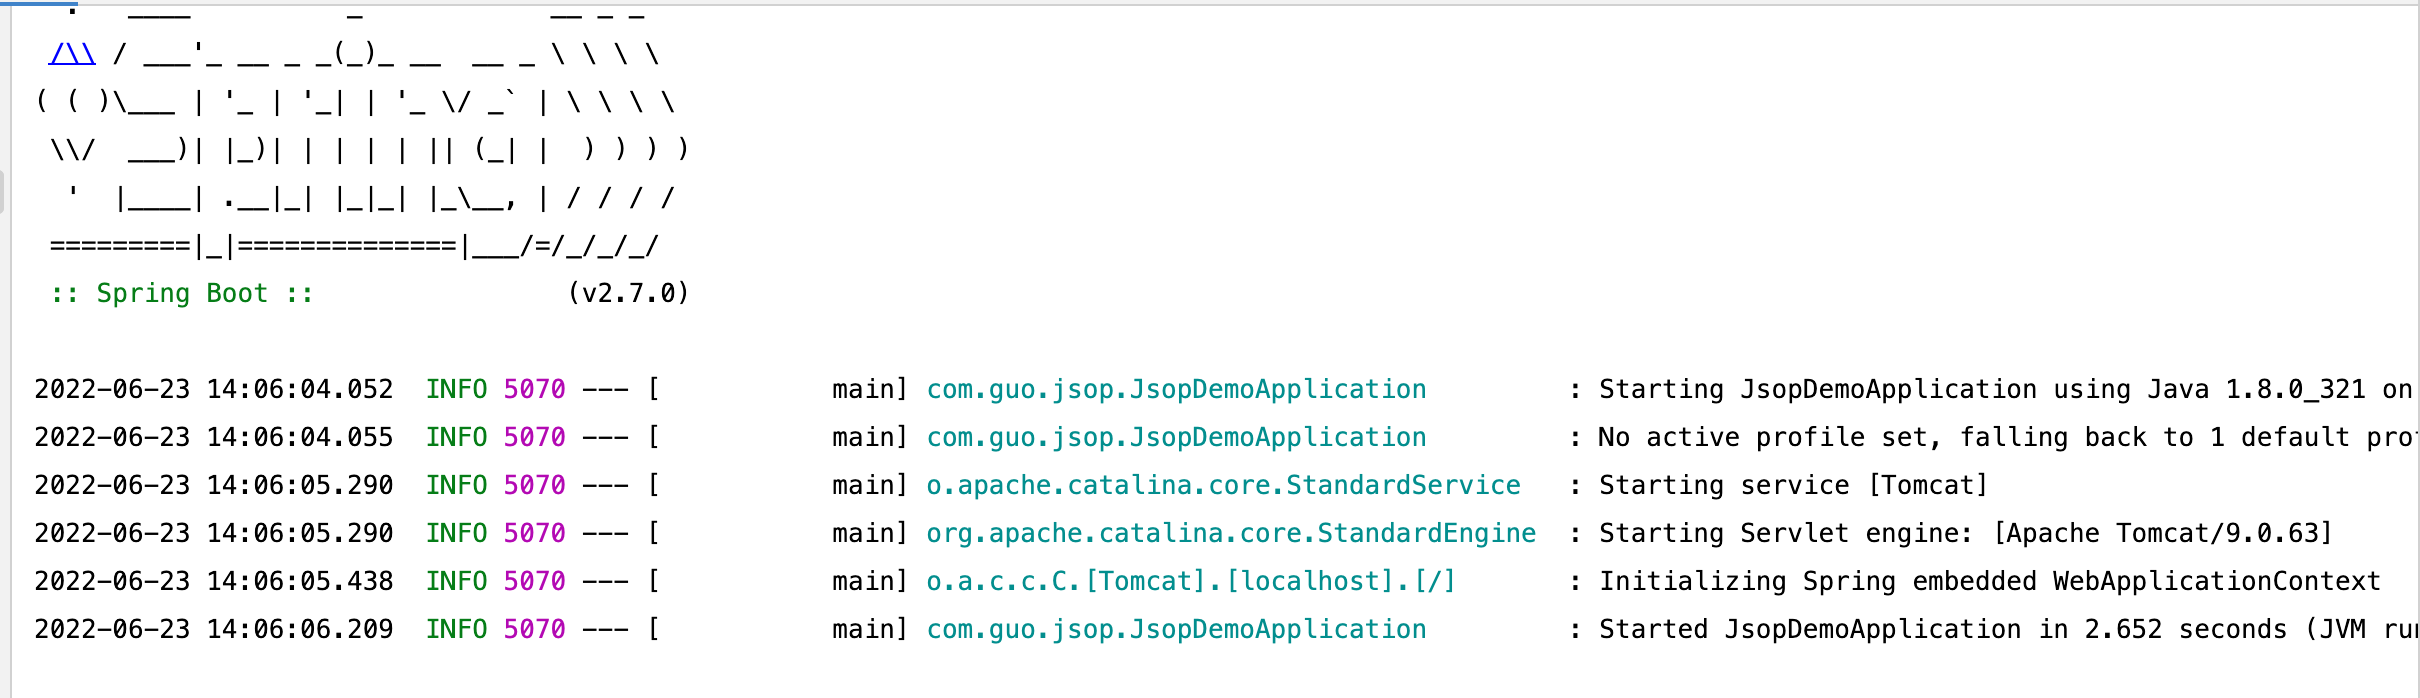 .   ____          _            __ _ _
 /\\ / ___'_ __ _ _(_)_ __  __ _ \ \ \ \
( ( )\___ | '_ | '_| | '_ \/ _` | \ \ \ \
 \\/  ___)| |_)| | | | | || (_| |  ) ) ) )
  '  |____| .__|_| |_|_| |_\__, | / / / /
 =========|_|==============|___/=/_/_/_/
 :: Spring Boot ::                (v2.7.0)
2022-06-23 14:06:04.052  INFO 5070 --- [           main] com.guo.jsop.JsopDemoApplication         : Starting JsopDemoApplication using Java 1.8.0_321 on
2022-06-23 14:06:04.055  INFO 5070 --- [           main] com.guo.jsop.JsopDemoApplication         : No active profile set, falling back to 1 default
2022-06-23 14:06:05.290  INFO 5070 --- [           main] o.apache.catalina.core.StandardService   : Starting service [Tomcat]
2022-06-23 14:06:05.290  INFO 5070 --- [           main] org.apache.catalina.core.StandardEngine  : Starting Servlet engine: [Apache Tomcat/9.0.63]
2022-06-23 14:06:05.438  INFO 5070 --- [           main] o.a.c.c.C.[Tomcat].[localhost].[/]       : Initializing Spring embedded WebApplicationContext
2022-06-23 14:06:06.209  INFO 5070 --- [           main] com.guo.jsop.JsopDemoApplication         : Started JsopDemoApplication in 2.652 seconds (JVM